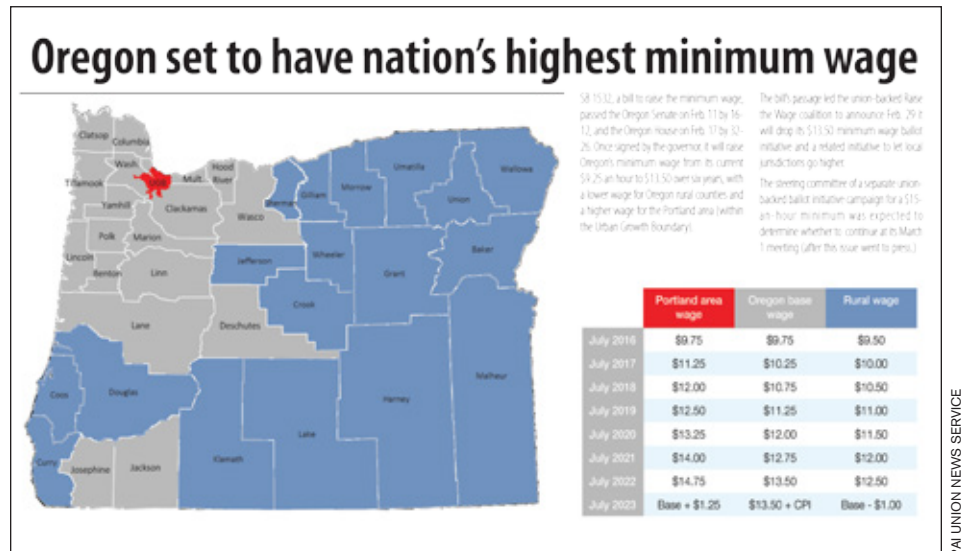 Oregon set to have nation's highest minimum wage
SB 1532, a bill to raise the minimum wage,
passed the Oregon Senate on Feb. 11 by 16-
12, and the Oregon House on Feb. 17 by 32-
26. Once signed by the governor, it will raise
Oregon's minimum wage from its current
$9.25 an hour to $13.50 over six years, with
a lower wage for Oregon rural counties and
a higher wage for the Portland area (within
the Urban Growth Boundary).
The bill's passage led the union-backed Raise
the Wage coalition to announce Feb. 29 it
will drop its $13.50 minimum wage ballot
initiative and a related initiative to let local
jurisdictions go higher.
The steering committee of a separate union-
backed ballot initiative campaign for a $15-
an-hour minimum was expected to
determine whether to continue at its March
1 meeting (after this issue went to press.)
Clatsop
Columbia
Tillamook
Wash.
Mult.
Hood
River
Yamhill
Clackamas
Wasco
Sherman
Gilliam
Morrow
Umatilla
Union
Wallowa
Polk
Marion
Jefferson
Wheeler
Grant
Baker
Lincoln
Benton
Linn
Crook
Lane
Deschutes
Coos
Douglas
Harney
Malheur
Curry
Josephine
Jackson
Klamath
Lake
Portland area wage Oregon base wage Rural wage
July 2016 $9.75 $9.75 $9.50
July 2017 $11.25 $10.25 $10.00
July 2018 $12.00 $10.75 $10.50
July 2019 $12.50 $11.25 $11.00
July 2020 $13.25 $12.00 $11.50
July 2021 $14.00 $12.75 $12.00
July 2022 $14.75 $13.50 $12.50
July 2023 Base + $1.25 $13.50 + CPI Base - $1.00
PAI UNION NEWS SERVICE